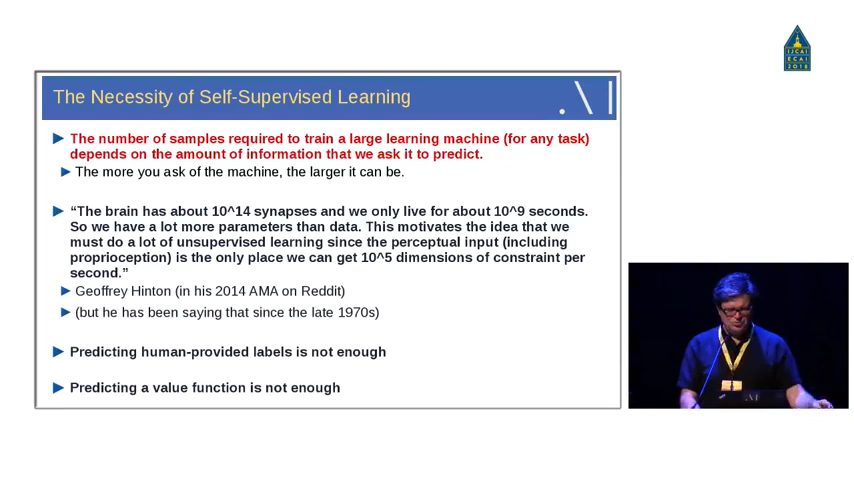 IJCAI
ECAI
2018
The Necessity of Self-Supervised Learning
The number of samples required to train a large learning machine (for any task)
depends on the amount of information that we ask it to predict.
The more you ask of the machine, the larger it can be.
“The brain has about 10^14 synapses and we only live for about 10^9 seconds.
So we have a lot more parameters than data. This motivates the idea that we
must do a lot of unsupervised learning since the perceptual input (including
proprioception) is the only place we can get 10^5 dimensions of constraint per
second.”
Geoffrey Hinton (in his 2014 AMA on Reddit)
(but he has been saying that since the late 1970s)
Predicting human-provided labels is not enough
Predicting a value function is not enough